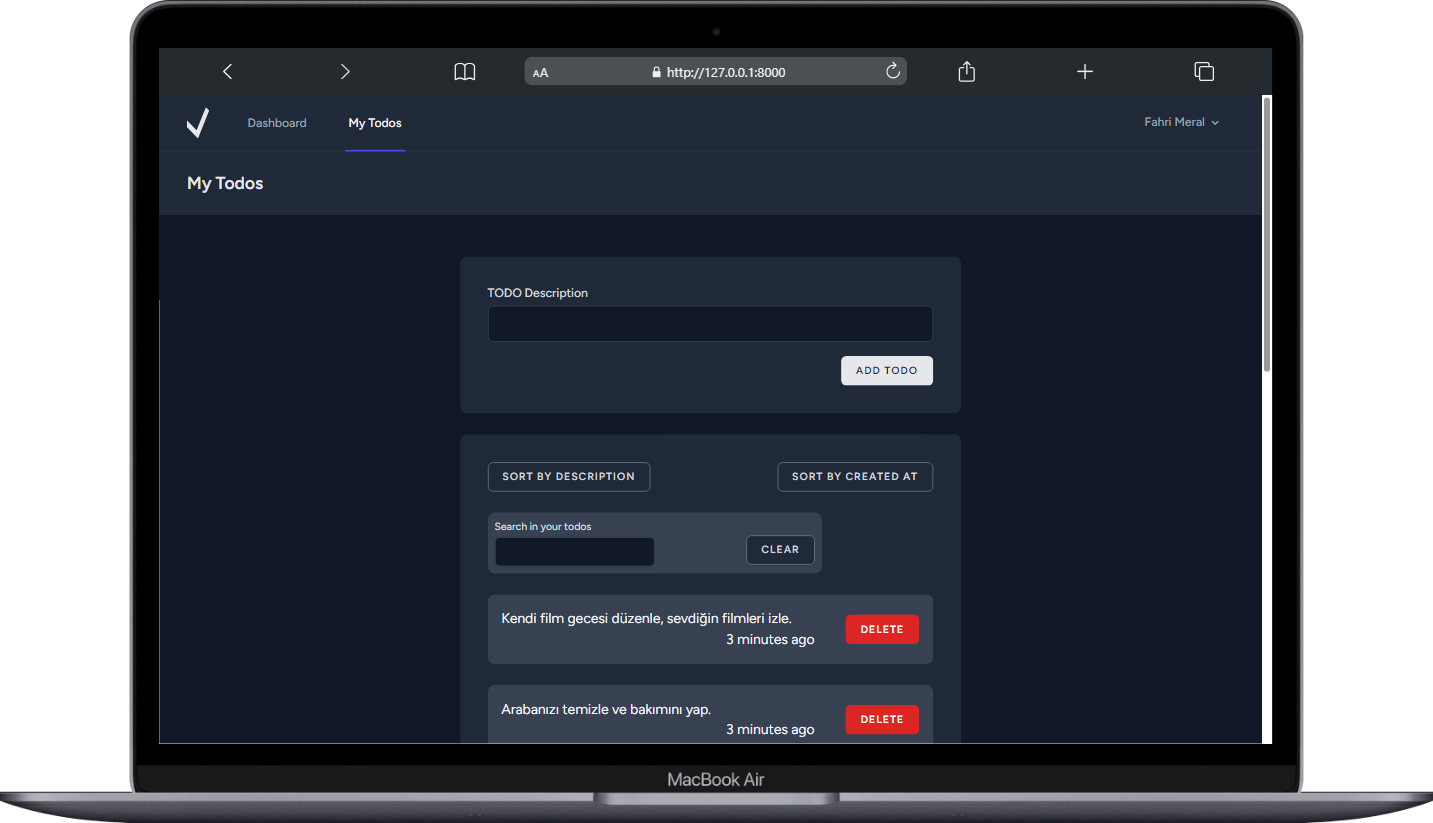 AA http://127.0.0.1:8000
Dashboard My Todos Fahri Meral
My Todos
TODO Description
ADD TODO
SORT BY DESCRIPTION SORT BY CREATED AT
Search in your todos
CLEAR
Kendi film gecesi düzenle, sevdiğin filmleri izle.
3 minutes ago
DELETE
Arabanızı temizle ve bakımını yap.
3 minutes ago
DELETE
MacBook Air